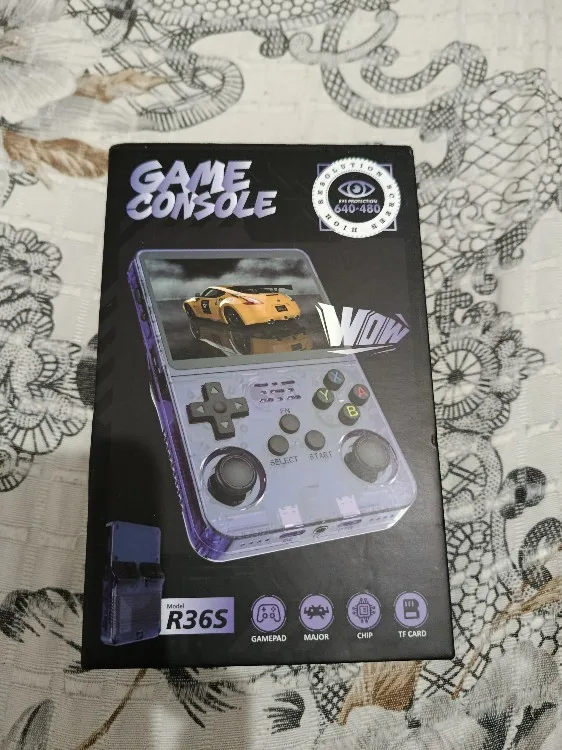 GAME
CONSOLE
HIGH RESOLUTION SCREEN
EYE PROTECTION
640*480
WOW
X
Y
A
B
FN
SELECT
START
Model
R36S
GAMEPAD
MAJOR
CHIP
TF CARD